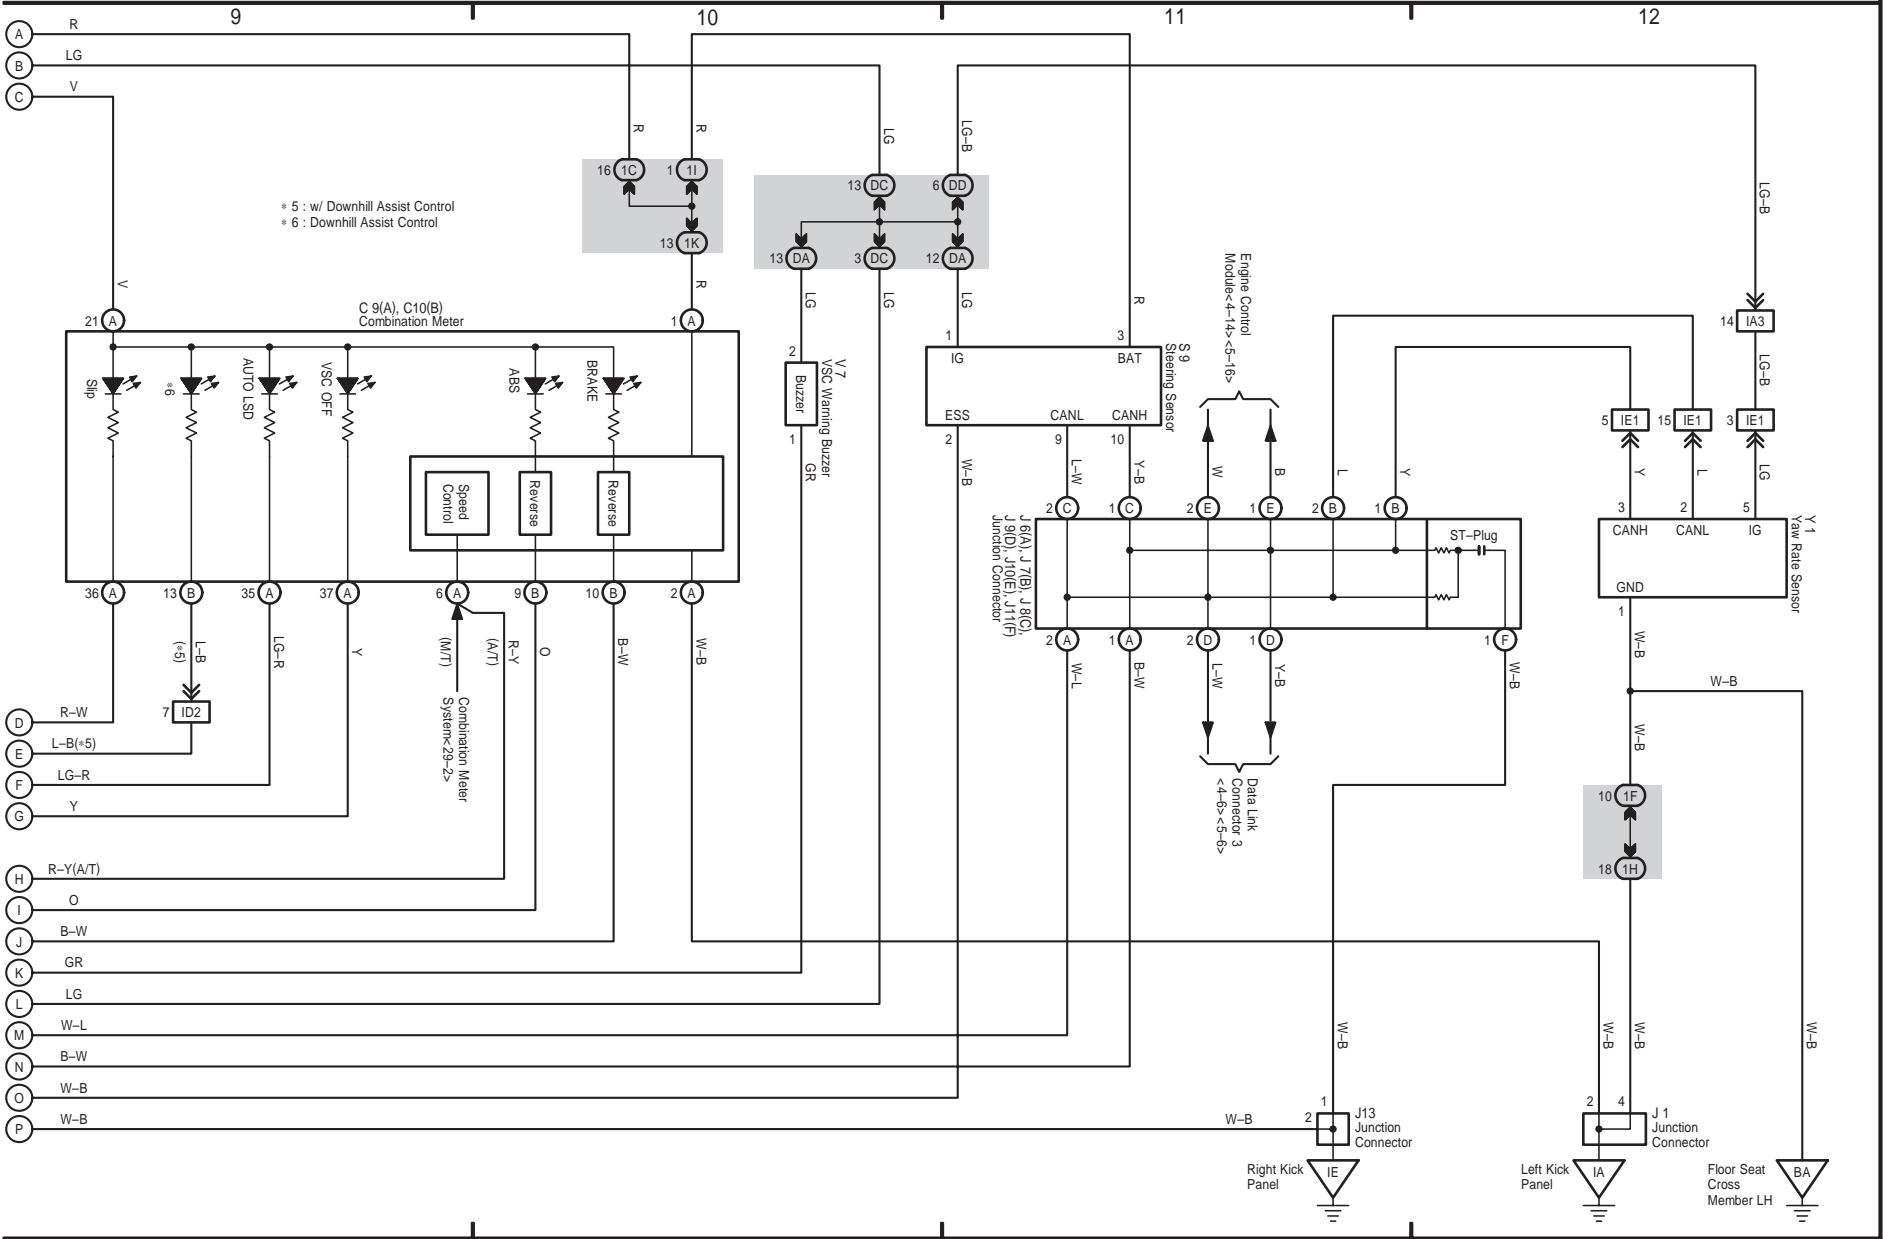 9
10
11
12
A
R
B
LG
C
V
R
R
LG
LG–B
LG–B
16 1C
1 1I
13 DC
6 DD
∗ 5 : w/ Downhill Assist Control
∗ 6 : Downhill Assist Control
13 1K
13 DA
3 DC
12 DA
V
R
LG
LG
LG
R
Engine Control
Module<4–14><5–16>
C 9(A), C10(B)
Combination Meter
21 A
1 A
14 IA3
LG–B
Slip
∗6
AUTO LSD
VSC OFF
ABS
BRAKE
2
Buzzer
1
V 7
VSC Warning Buzzer
GR
1
IG
3
BAT
S 9
Steering Sensor
ESS
CANL
CANH
2
9
10
W–B
L–W
Y–B
W
B
L
Y
5 IE1
15 IE1
3 IE1
Y
L
LG
Speed
Control
Reverse
Reverse
2 C
1 C
2 E
1 E
2 B
1 B
ST–Plug
J 6(A), J 7(B), J 8(C),
J 9(D), J10(E), J11(F)
Junction Connector
3
2
5
CANH
CANL
IG
Y 1
Yaw Rate Sensor
GND
1
36 A
13 B
35 A
37 A
6 A
9 B
10 B
2 A
2 A
1 A
2 D
1 D
1 F
L–B
(∗5)
LG–R
Y
(M/T)
R–Y
(A/T)
O
B–W
W–B
W–L
B–W
L–W
Y–B
W–B
W–B
W–B
W–B
7 ID2
Combination Meter
System<29–2>
Data Link
Connector 3
<4–6><5–6>
10 1F
18 1H
D
R–W
E
L–B(∗5)
F
LG–R
G
Y
H
R–Y(A/T)
I
O
J
B–W
K
GR
L
LG
M
W–L
N
B–W
O
W–B
P
W–B
W–B
W–B
W–B
W–B
W–B
1
2
J13
Junction
Connector
2
4
J 1
Junction
Connector
Right Kick
Panel
IE
Left Kick
Panel
IA
Floor Seat
Cross
Member LH
BA